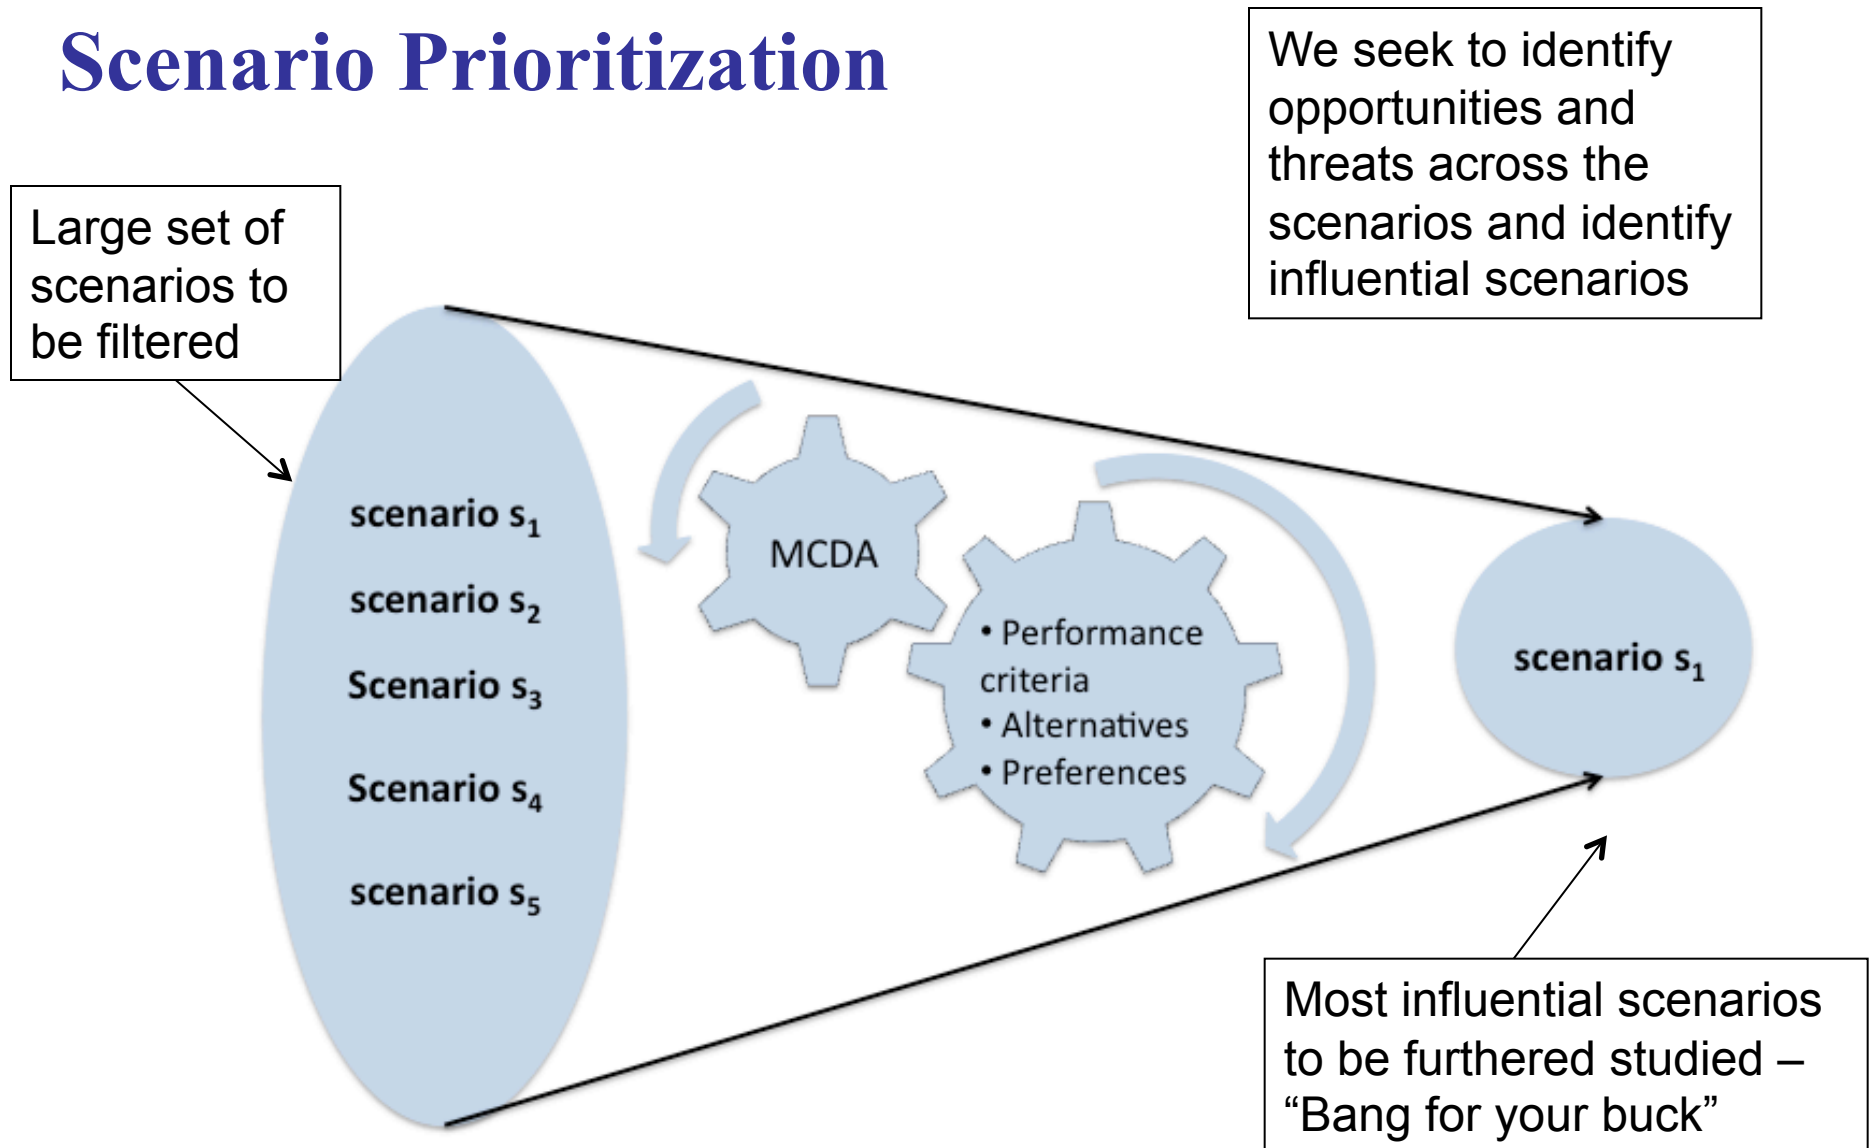 Scenario Prioritization
We seek to identify
opportunities and
threats across the
scenarios and identify
influential scenarios
Large set of
scenarios to
be filtered
scenario s₁
scenario s₂
Scenario s₃
Scenario s₄
scenario s₅
MCDA
• Performance
criteria
• Alternatives
• Preferences
scenario s₁
Most influential scenarios
to be furthered studied –
“Bang for your buck”